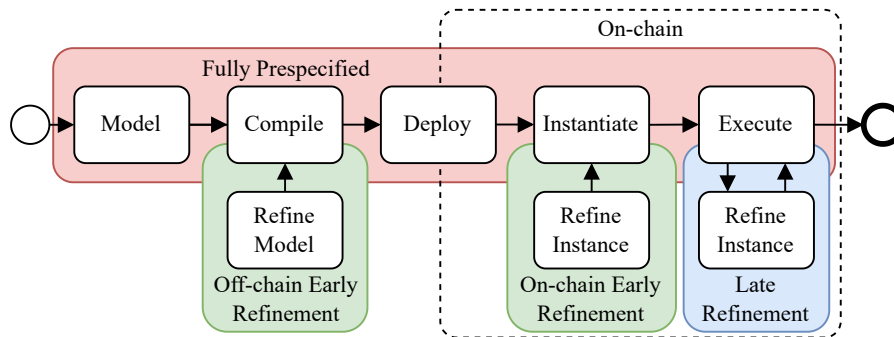 On-chain
Fully Prespecified
Model
Compile
Deploy
Instantiate
Execute
Refine
Model
Refine
Instance
Refine
Instance
Off-chain Early
Refinement
On-chain Early
Refinement
Late
Refinement